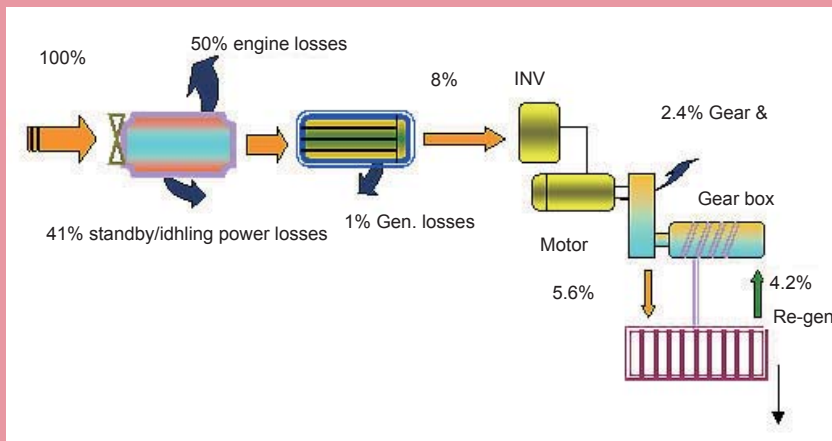 50% engine losses
100%
8%
INV
2.4% Gear &
41% standby/idhling power losses
1% Gen. losses
Gear box
Motor
5.6%
4.2%
Re-gen